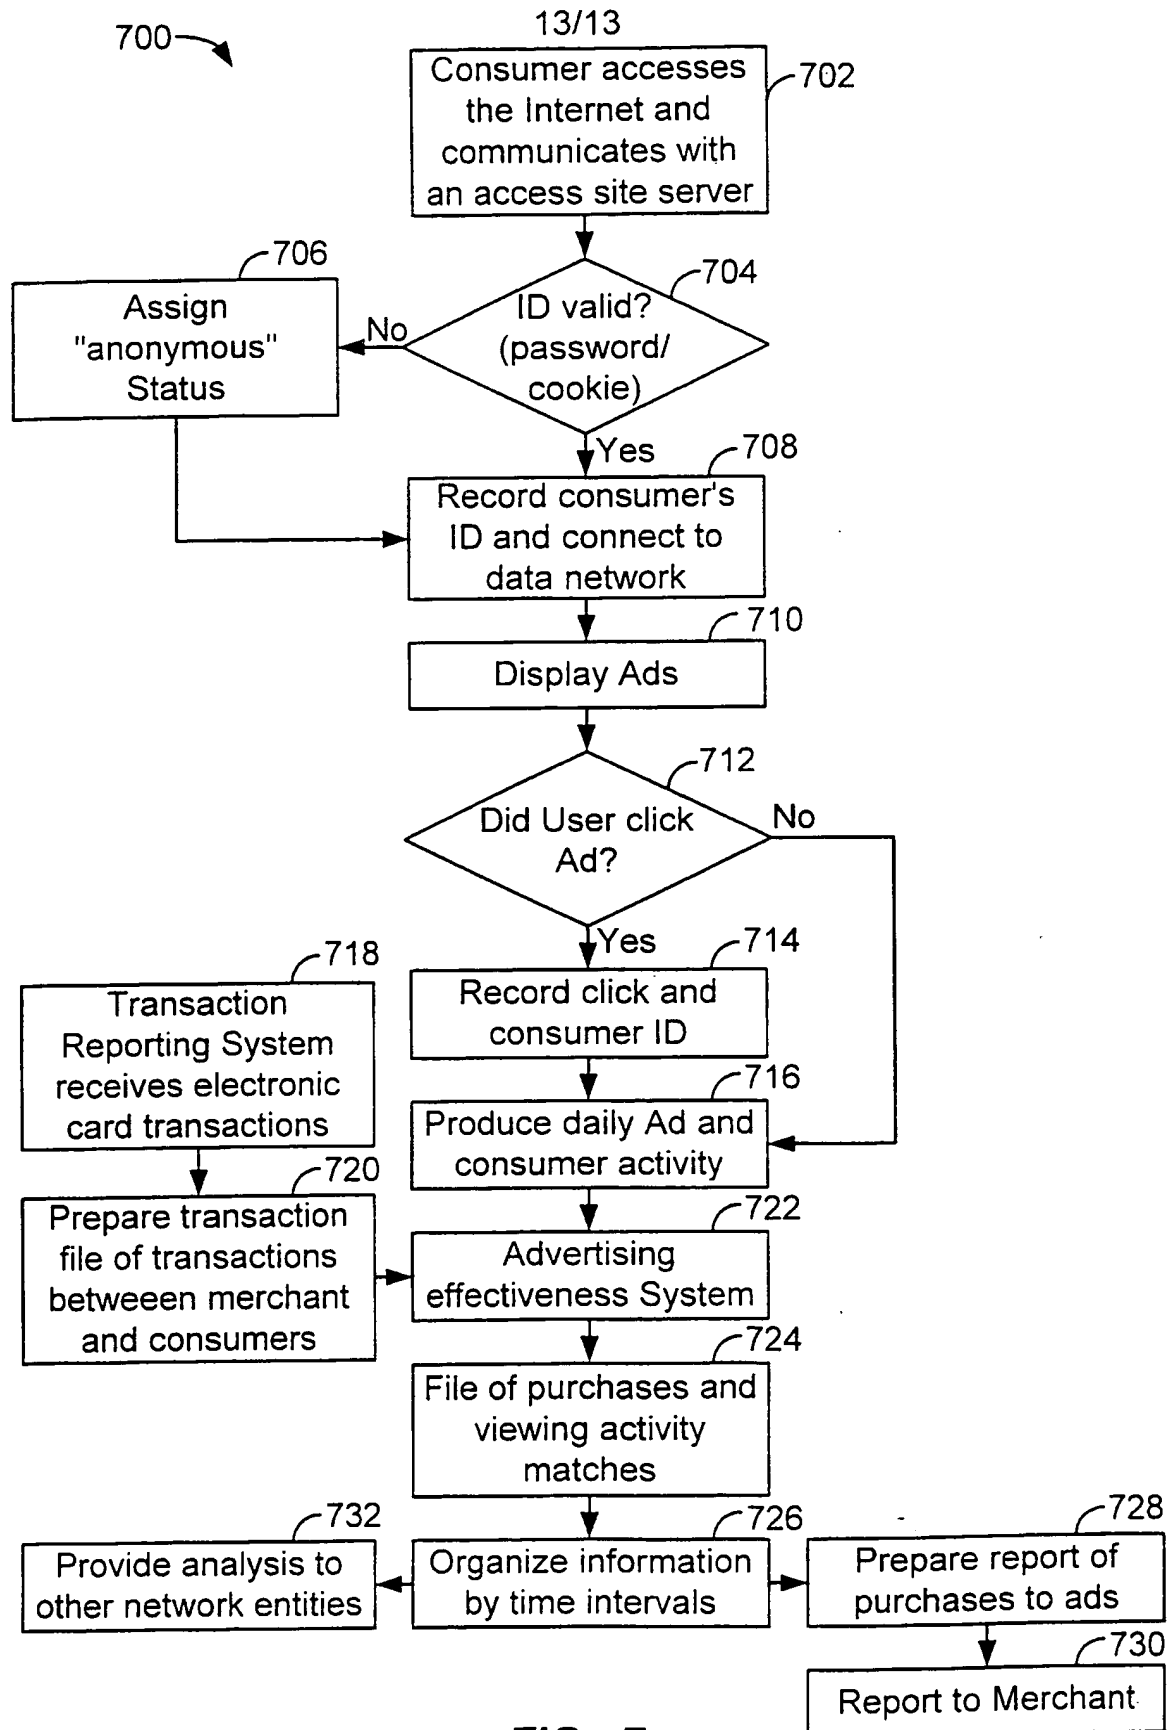 13/13
700
Consumer accesses
the Internet and
communicates with
an access site server
702
706
Assign
"anonymous"
Status
704
ID valid?
(password/
cookie)
No
Yes
708
Record consumer's
ID and connect to
data network
710
Display Ads
712
Did User click
Ad?
No
Yes
714
Record click and
consumer ID
718
Transaction
Reporting System
receives electronic
card transactions
716
Produce daily Ad and
consumer activity
720
Prepare transaction
file of transactions
betweeen merchant
and consumers
722
Advertising
effectiveness System
724
File of purchases and
viewing activity
matches
732
Provide analysis to
other network entities
726
Organize information
by time intervals
728
Prepare report of
purchases to ads
730
Report to Merchant